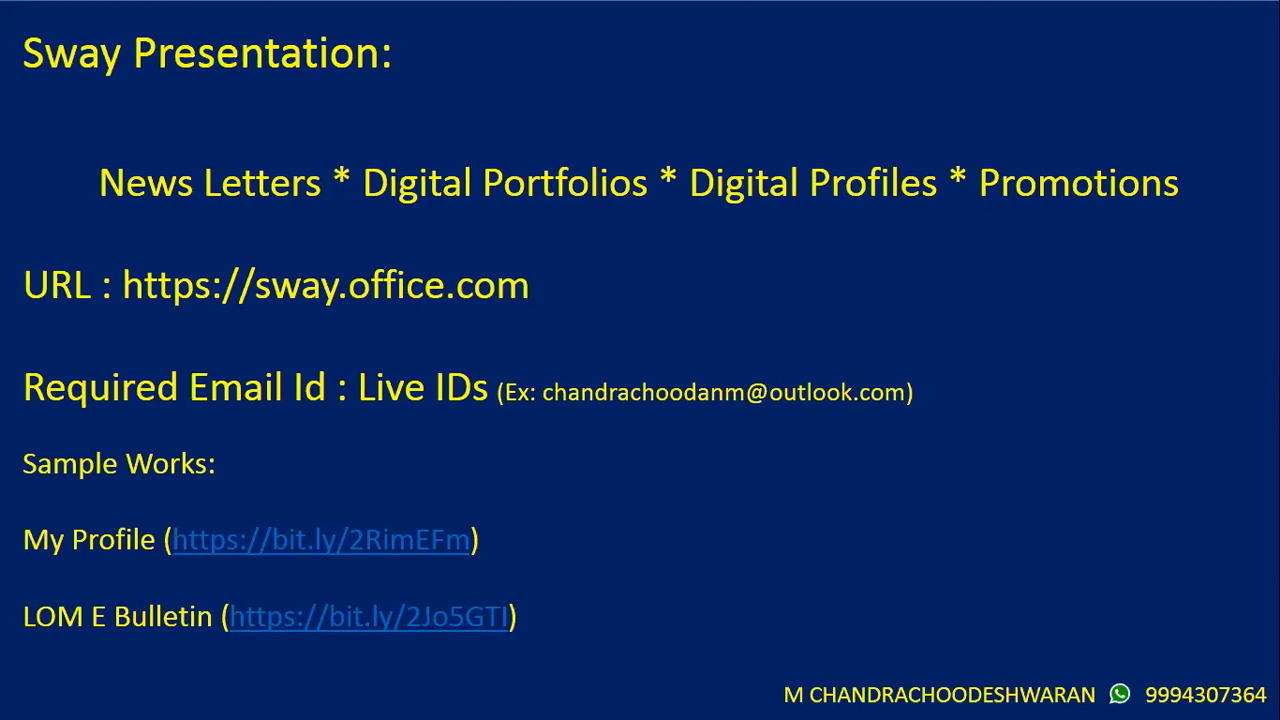 Sway Presentation:
News Letters * Digital Portfolios * Digital Profiles * Promotions
URL : https://sway.office.com
Required Email Id : Live IDs (Ex: chandrachoodanm@outlook.com)
Sample Works:
My Profile (https://bit.ly/2RimEFm)
LOM E Bulletin (https://bit.ly/2Jo5GTI)
M CHANDRACHOODESHWARAN 9994307364